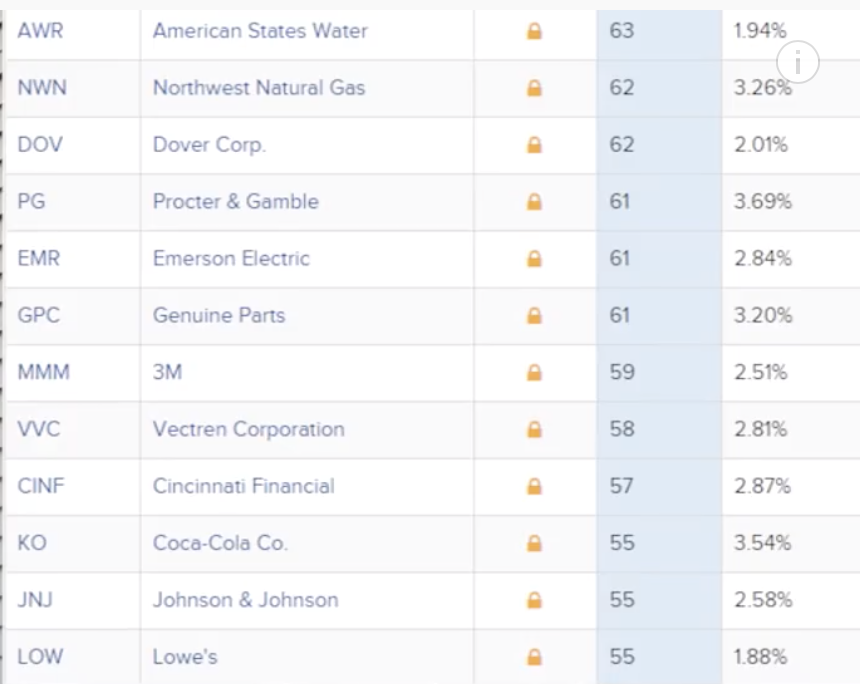 AWR American States Water 63 1.94%
NWN Northwest Natural Gas 62 3.26%
DOV Dover Corp. 62 2.01%
PG Procter & Gamble 61 3.69%
EMR Emerson Electric 61 2.84%
GPC Genuine Parts 61 3.20%
MMM 3M 59 2.51%
VVC Vectren Corporation 58 2.81%
CINF Cincinnati Financial 57 2.87%
KO Coca-Cola Co. 55 3.54%
JNJ Johnson & Johnson 55 2.58%
LOW Lowe's 55 1.88%